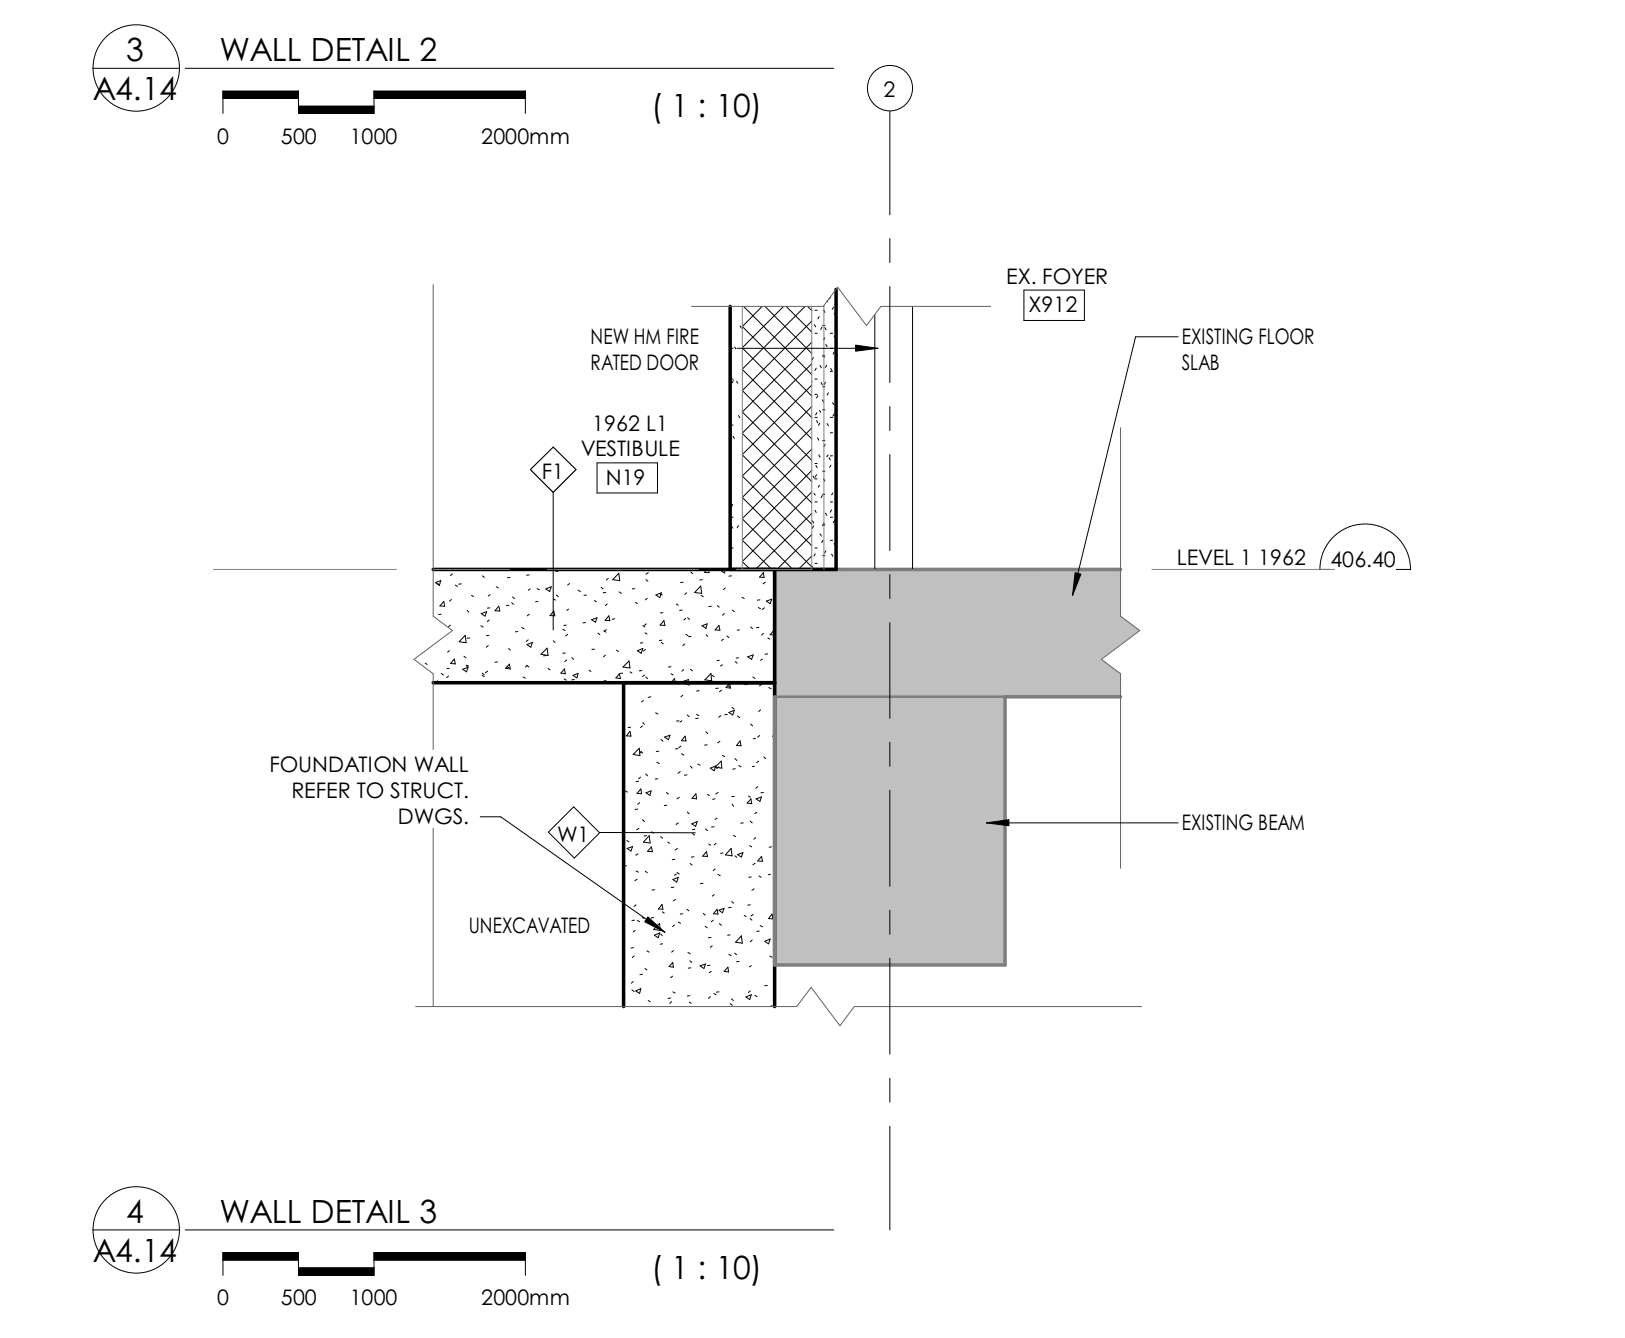 3
WALL DETAIL 2
A4.14
( 1 : 10)
0 500 1000 2000mm
2
EX. FOYER
X912
NEW HM FIRE
RATED DOOR
EXISTING FLOOR
SLAB
1962 L1
VESTIBULE
N19
F1
LEVEL 1 1962
406.40
FOUNDATION WALL
REFER TO STRUCT.
DWGS.
W1
EXISTING BEAM
UNEXCAVATED
4
WALL DETAIL 3
A4.14
( 1 : 10)
0 500 1000 2000mm